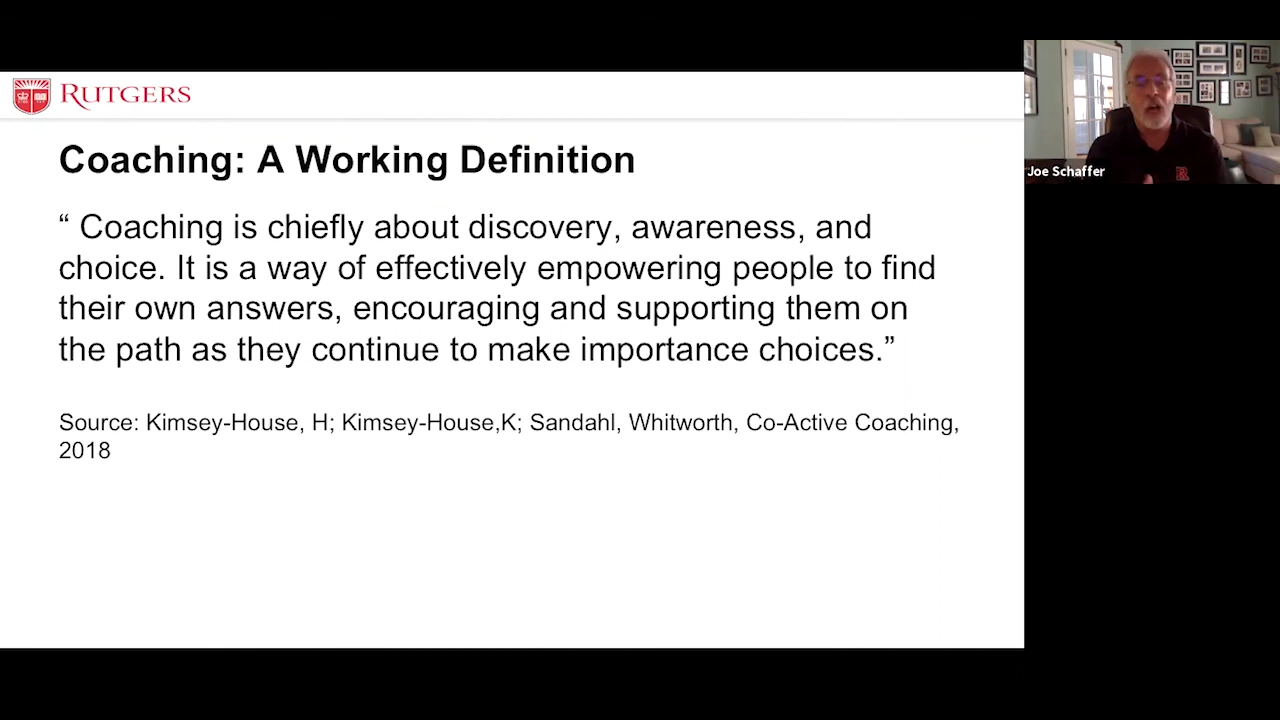 RUTGERS
Coaching: A Working Definition
“ Coaching is chiefly about discovery, awareness, and
choice. It is a way of effectively empowering people to find
their own answers, encouraging and supporting them on
the path as they continue to make importance choices.”
Source: Kimsey-House, H; Kimsey-House,K; Sandahl, Whitworth, Co-Active Coaching,
2018
Joe Schaffer
R